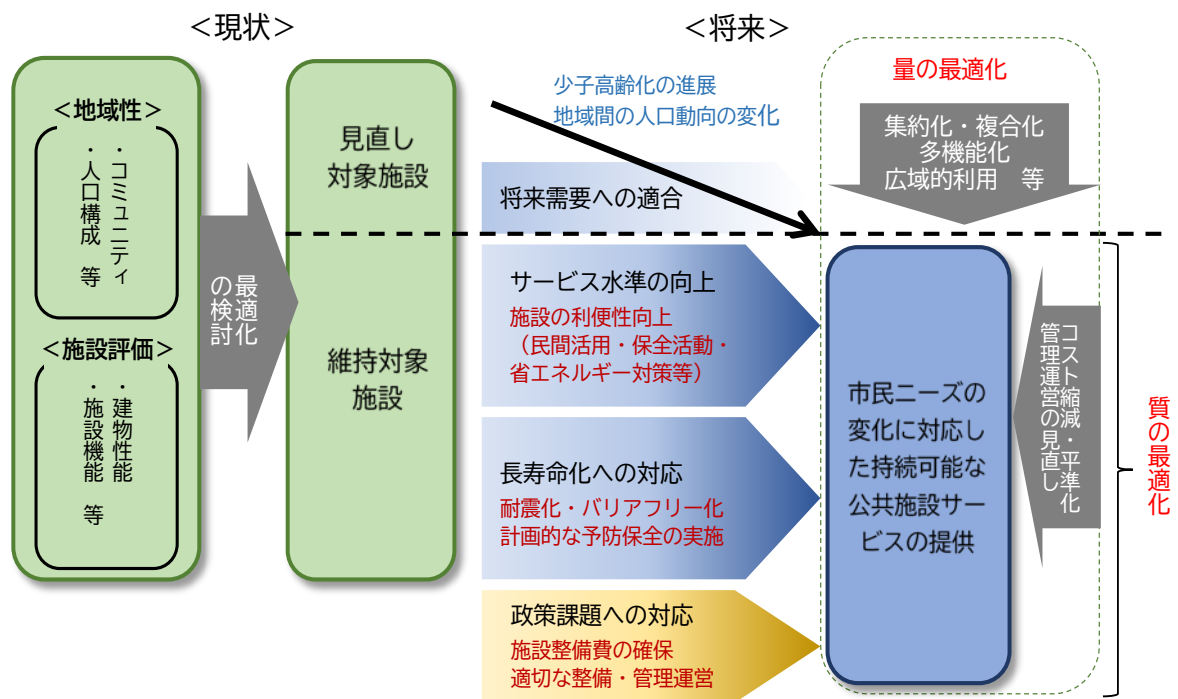 ＜現状＞
＜将来＞
＜地域性＞
・コミュニティ
・人口構成　等
＜施設評価＞
・建物性能
・施設機能　等
最適化
の検討
見直し
対象施設
維持対象
施設
少子高齢化の進展
地域間の人口動向の変化
将来需要への適合
サービス水準の向上
施設の利便性向上
（民間活用・保全活動・
省エネルギー対策等）
長寿命化への対応
耐震化・バリアフリー化
計画的な予防保全の実施
政策課題への対応
施設整備費の確保
適切な整備・管理運営
量の最適化
集約化・複合化
多機能化
広域的利用　等
市民ニーズの
変化に対応し
た持続可能な
公共施設サー
ビスの提供
コスト縮減・平準化
管理運営の見直し
質の最適化